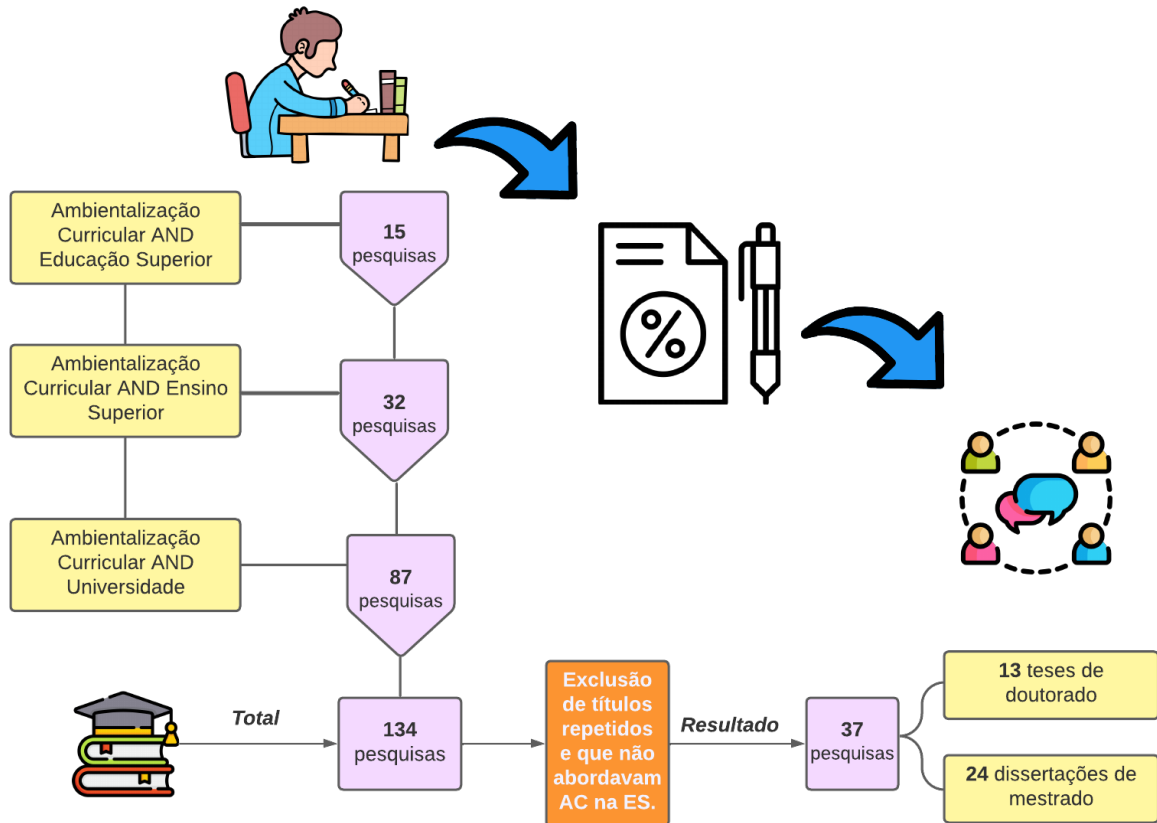 Ambientalização
Curricular AND
Educação Superior
15
pesquisas
Ambientalização
Curricular AND Ensino
Superior
32
pesquisas
Ambientalização
Curricular AND
Universidade
87
pesquisas
Total
134
pesquisas
Exclusão
de títulos
repetidos
e que não
abordavam
AC na ES.
Resultado
37
pesquisas
13 teses de
doutorado
24 dissertações de
mestrado